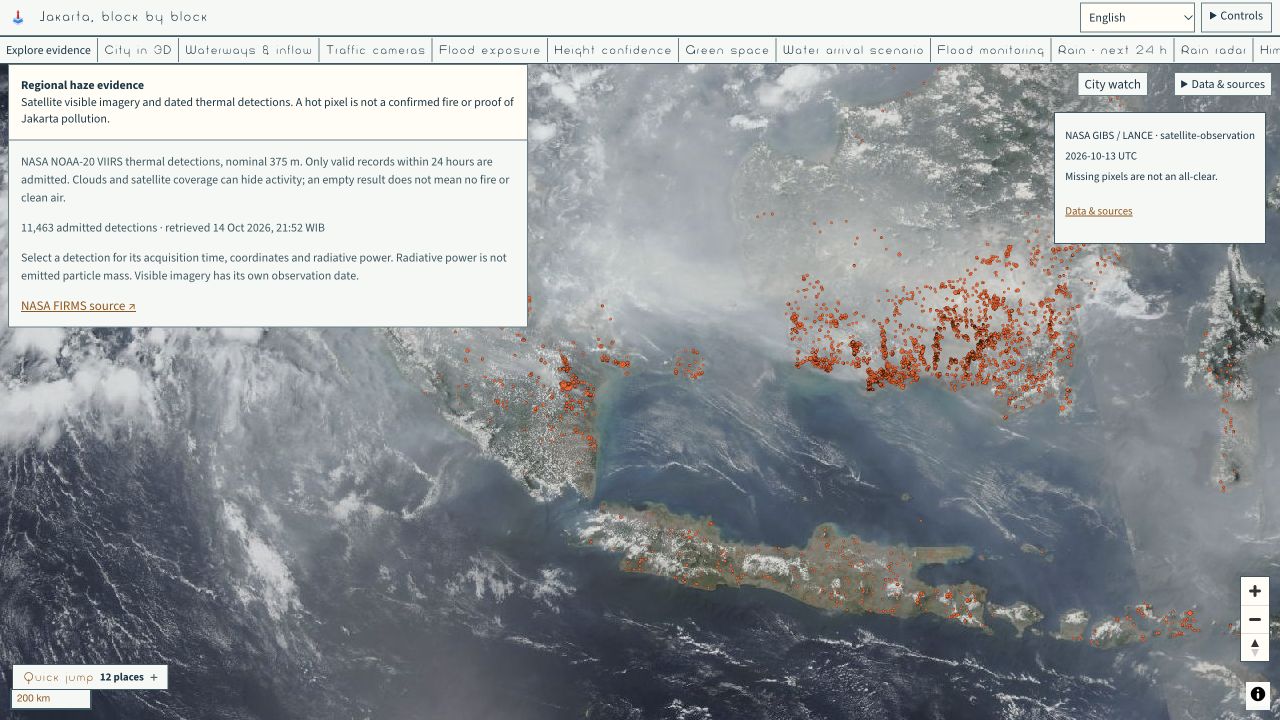 Jakarta, block by block
English
Controls
Explore evidence
City in 3D
Waterways & inflow
Traffic cameras
Flood exposure
Height confidence
Green space
Water arrival scenario
Flood monitoring
Rain · next 24 h
Rain radar
Him
Regional haze evidence
Satellite visible imagery and dated thermal detections. A hot pixel is not a confirmed fire or proof of
Jakarta pollution.
NASA NOAA-20 VIIRS thermal detections, nominal 375 m. Only valid records within 24 hours are
admitted. Clouds and satellite coverage can hide activity; an empty result does not mean no fire or
clean air.
11,463 admitted detections · retrieved 14 Oct 2026, 21:52 WIB
Select a detection for its acquisition time, coordinates and radiative power. Radiative power is not
emitted particle mass. Visible imagery has its own observation date.
NASA FIRMS source ↗
City watch
Data & sources
NASA GIBS / LANCE · satellite-observation
2026-10-13 UTC
Missing pixels are not an all-clear.
Data & sources
Quick jump 12 places +
200 km